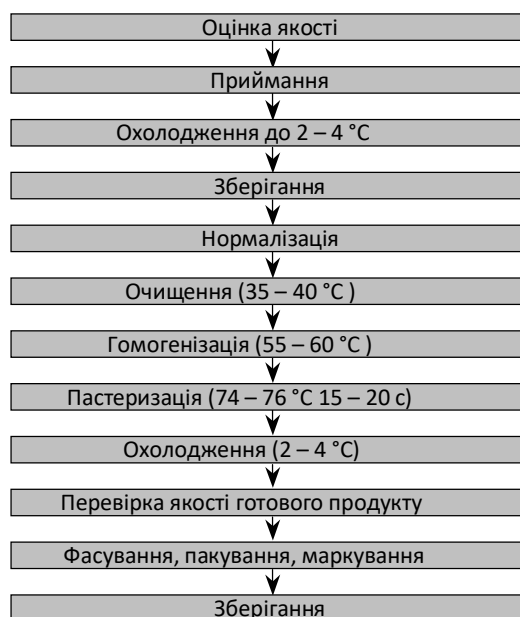 Оцінка якості
Приймання
Охолодження до 2 – 4 °С
Зберігання
Нормалізація
Очищення (35 – 40 °С )
Гомогенізація (55 – 60 °С )
Пастеризація (74 – 76 °С 15 – 20 с)
Охолодження (2 – 4 °С)
Перевірка якості готового продукту
Фасування, пакування, маркування
Зберігання